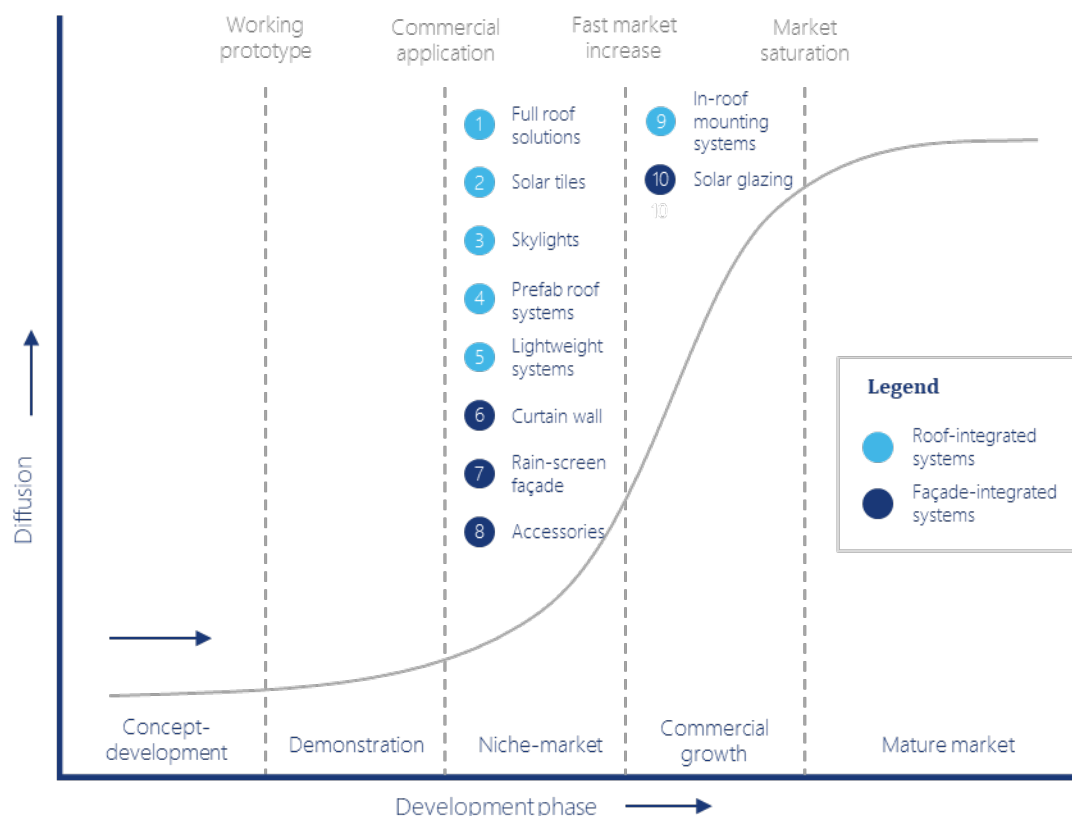 Working
prototype
Commercial
application
Fast market
increase
Market
saturation
1
Full roof
solutions
2
Solar tiles
3
Skylights
4
Prefab roof
systems
5
Lightweight
systems
6
Curtain wall
7
Rain-screen
façade
8
Accessories
9
In-roof
mounting
systems
10
Solar glazing
10
Legend
Roof-integrated
systems
Façade-integrated
systems
Diffusion
Concept-
development
Demonstration
Niche-market
Commercial
growth
Mature market
Development phase